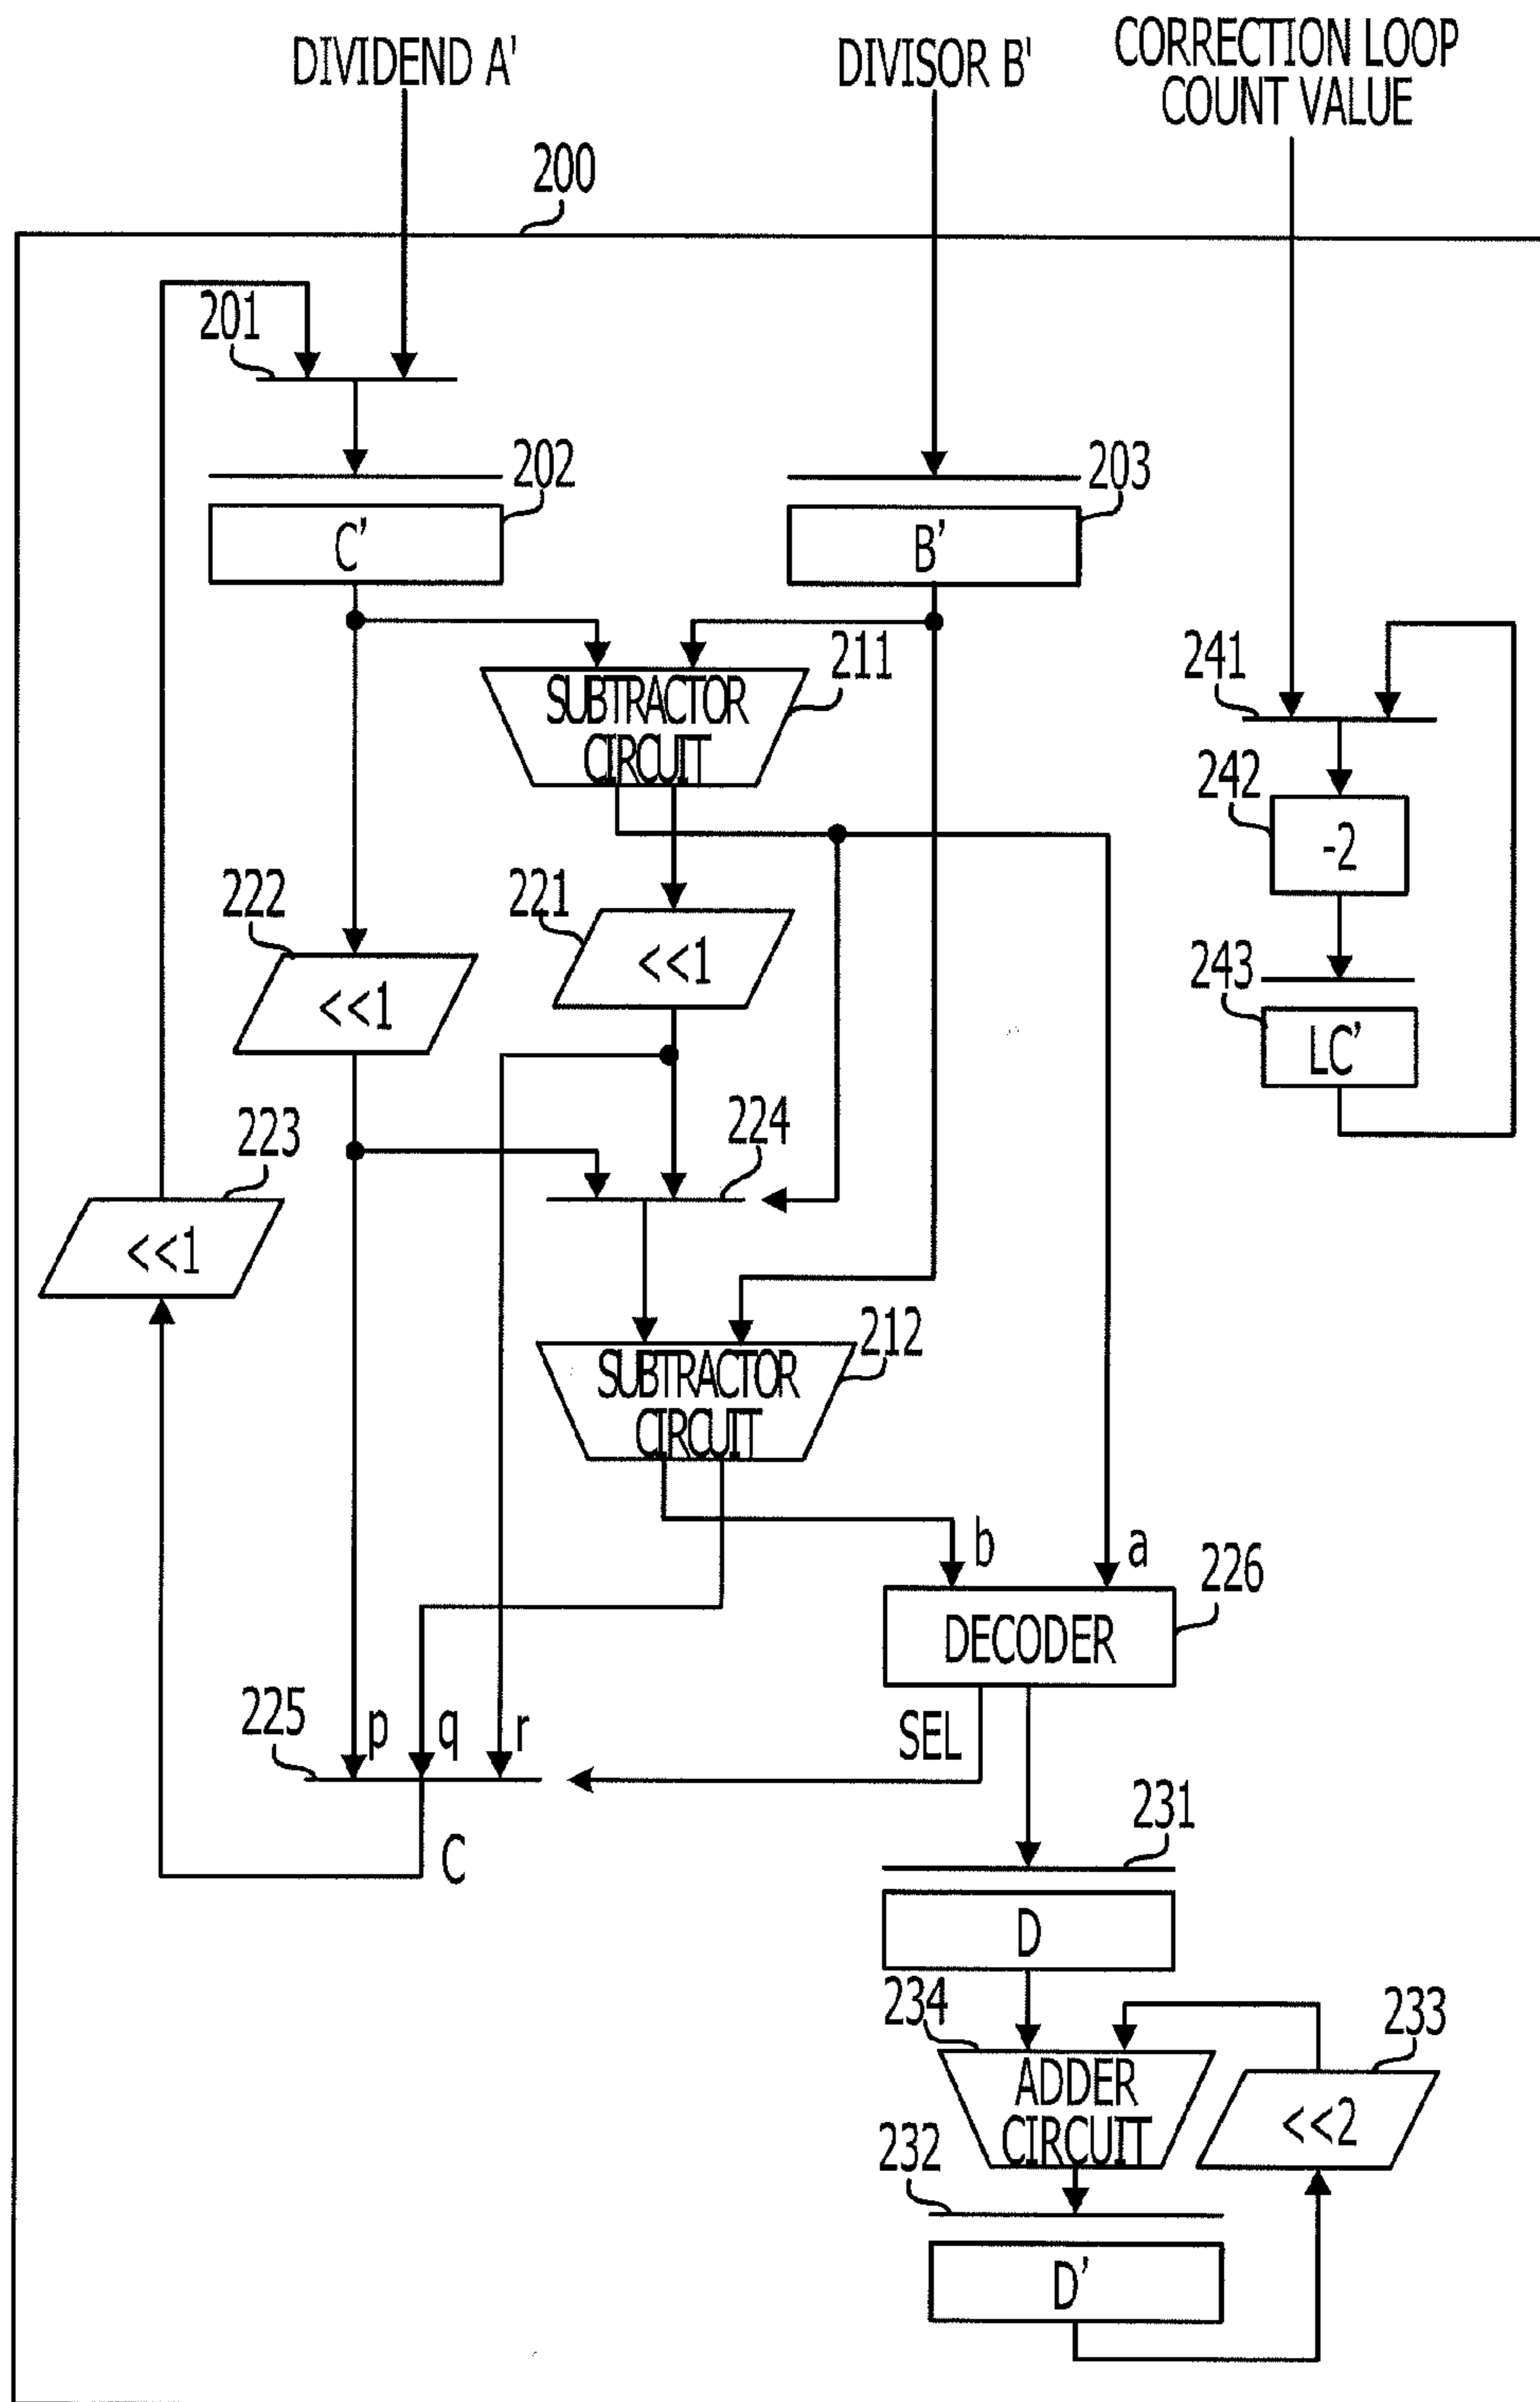 DIVIDEND A'
DIVISOR B'
CORRECTION LOOP
COUNT VALUE
200
201
202
C'
203
B'
211
SUBTRACTOR
CIRCUIT
241
242
-2
222
<<1
221
<<1
243
LC'
223
<<1
224
212
SUBTRACTOR
CIRCUIT
b
a
226
DECODER
225
p
q
r
SEL
C
231
D
234
ADDER
CIRCUIT
233
<<2
232
D'